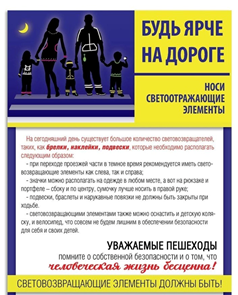 БУДЬ ЯРЧЕ
НА ДОРОГЕ
НОСИ
СВЕТООТРАЖАЮЩИЕ
ЭЛЕМЕНТЫ
На сегодняшний день существует большое количество световозвращателей,
таких, как брелки, наклейки, подвески, которые необходимо располагать
следующим образом:
- при переходе проезжей части в темное время рекомендуется иметь свето-
возвращающие элементы как слева, так и справа;
- значки можно располагать на одежде в любом месте, а вот на рюкзаке и
портфеле – сбоку и по центру, сумочку лучше носить в правой руке;
- подвески, браслеты и нарукавные повязки не должны быть закрыты при
ходьбе.
- световозвращающими элементами также можно оснастить и детскую коля-
ску, и велосипед, что совсем не будем лишним в обеспечении безопасности
для себя и своих детей.
УВАЖАЕМЫЕ ПЕШЕХОДЫ
помните о собственной безопасности и о том, что
человеческая жизнь бесценна!
СВЕТОВОЗВРАЩАЮЩИЕ ЭЛЕМЕНТЫ ДОЛЖНЫ БЫТЬ!